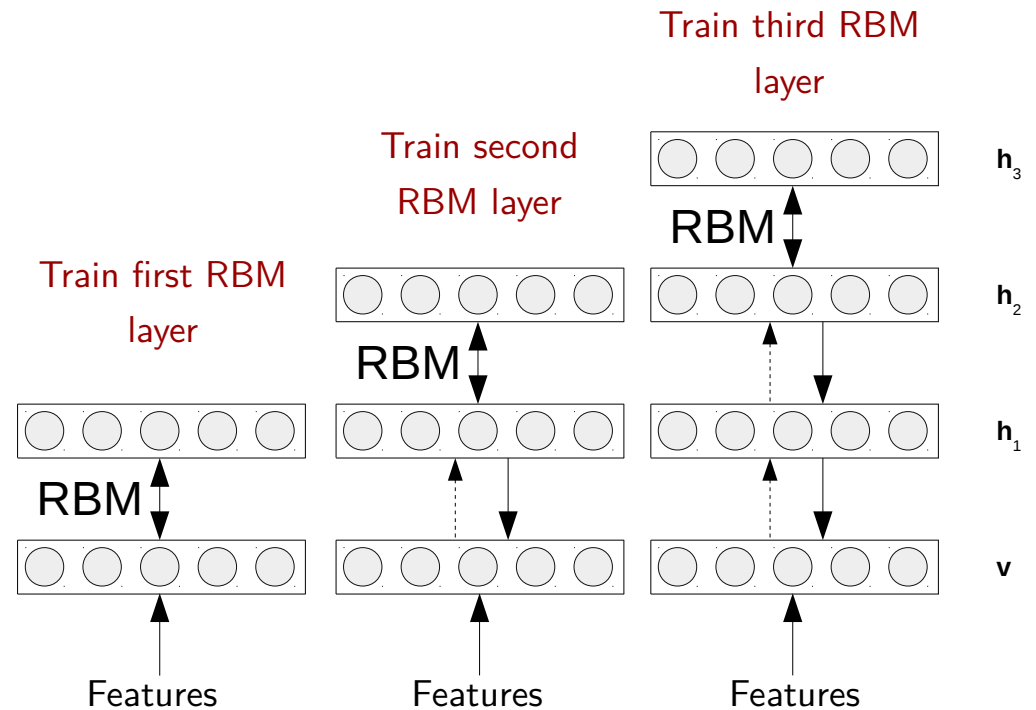 Train third RBM
layer
Train second
RBM layer
Train first RBM
layer
RBM
RBM
RBM
h₃
h₂
h₁
v
Features
Features
Features